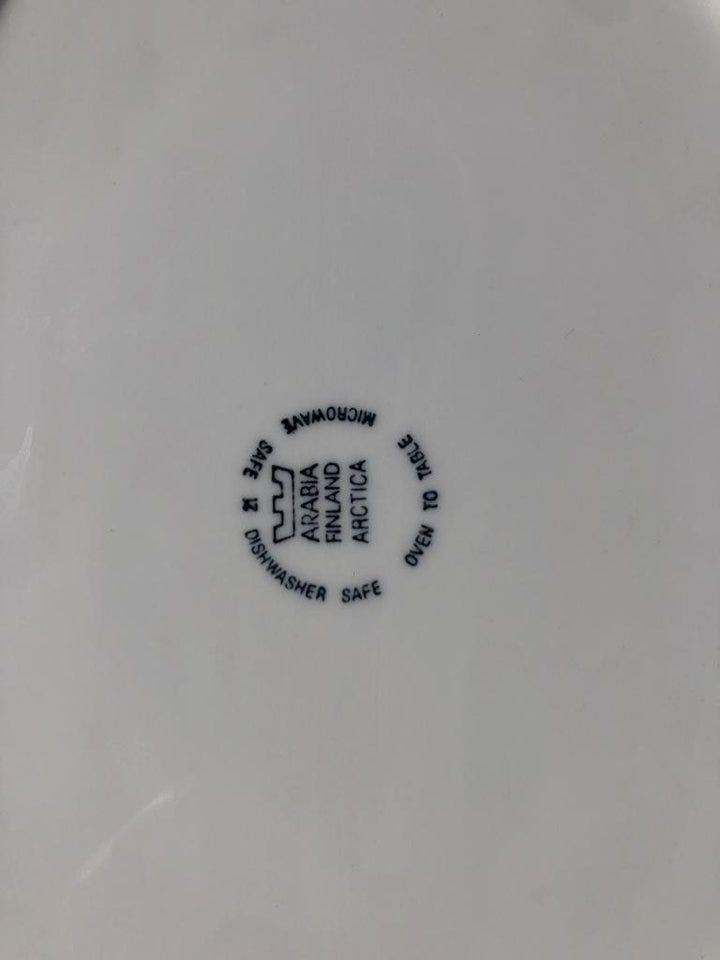 ARABIA
FINLAND
ARCTICA
DISHWASHER SAFE
OVEN TO TABLE
MICROWAVE SAFE